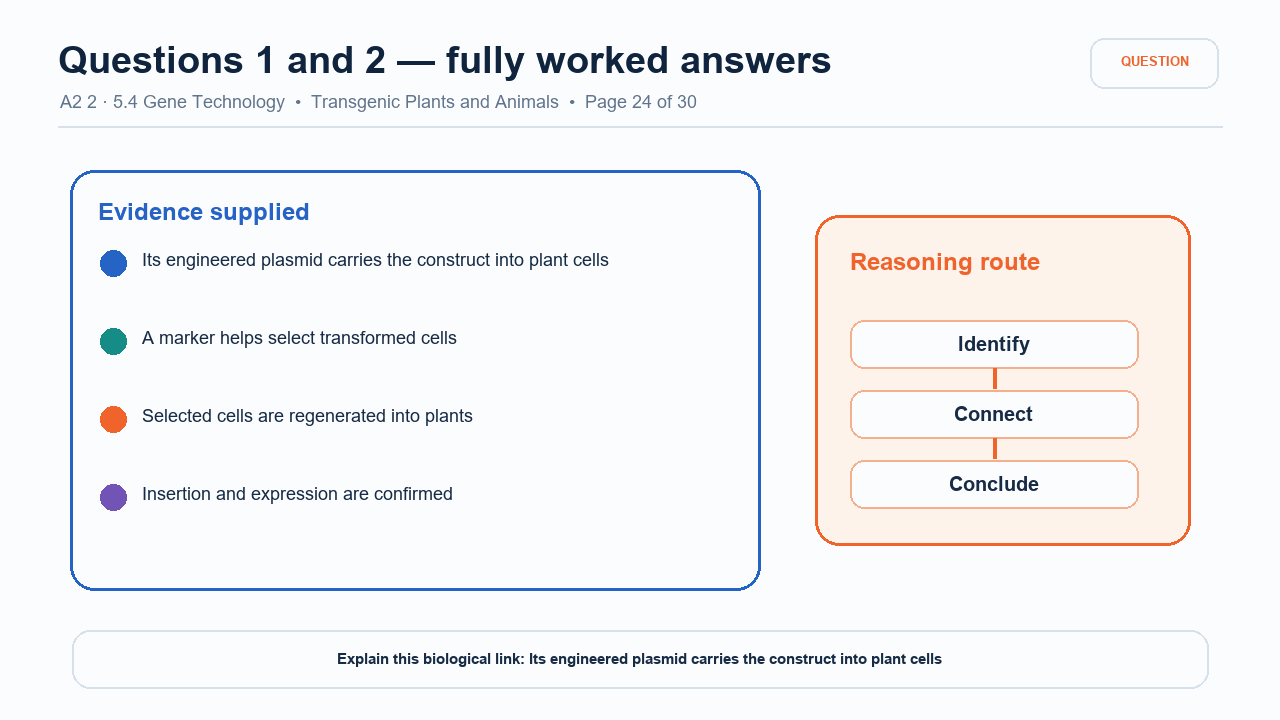 Questions 1 and 2 — fully worked answers
QUESTION
A2 2 · 5.4 Gene Technology • Transgenic Plants and Animals • Page 24 of 30
Evidence supplied
Its engineered plasmid carries the construct into plant cells
A marker helps select transformed cells
Selected cells are regenerated into plants
Insertion and expression are confirmed
Reasoning route
Identify
Connect
Conclude
Explain this biological link: Its engineered plasmid carries the construct into plant cells